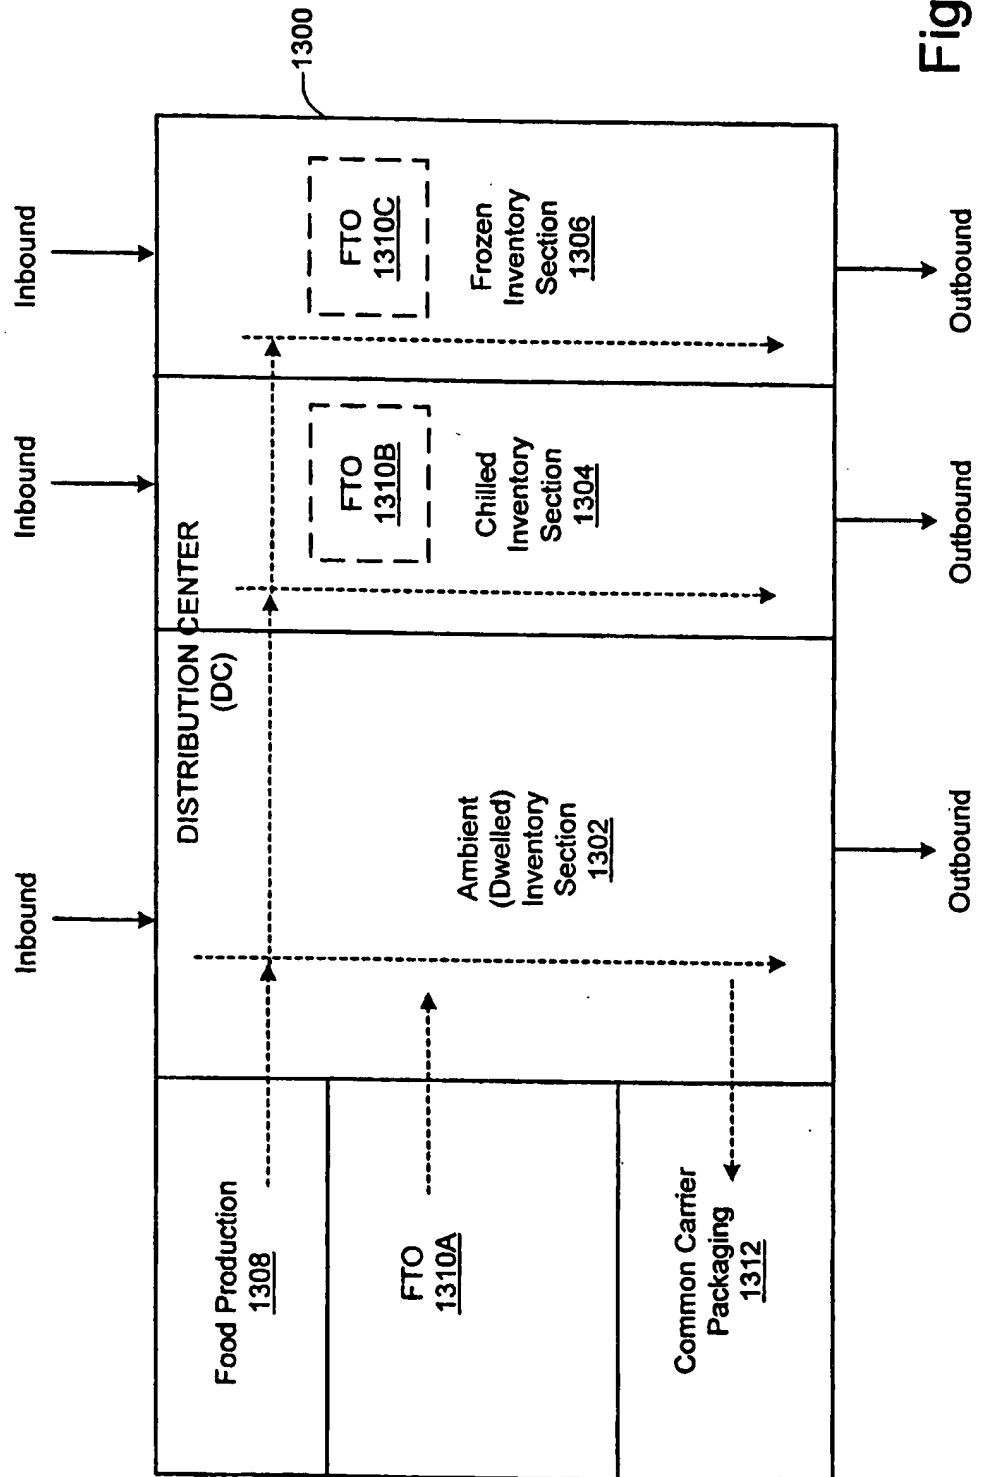 Inbound
Inbound
Inbound
1300
DISTRIBUTION CENTER
(DC)
Food Production
1308
FTO
1310A
Common Carrier
Packaging
1312
Ambient
(Dwelled)
Inventory
Section
1302
FTO
1310B
Chilled
Inventory
Section
1304
FTO
1310C
Frozen
Inventory
Section
1306
Outbound
Outbound
Outbound
Fig